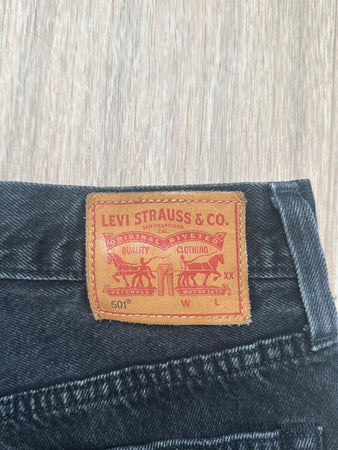 LEVI STRAUSS & CO.
SAN FRANCISCO
CAL.
ORIGINAL RIVETED
QUALITY CLOTHING
XX
501® W L